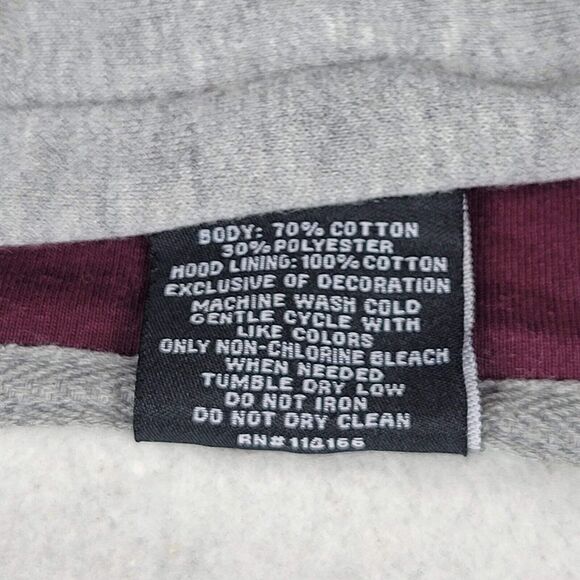 BODY: 70% COTTON
30% POLYESTER
HOOD LINING: 100% COTTON
EXCLUSIVE OF DECORATION
MACHINE WASH COLD
GENTLE CYCLE WITH
LIKE COLORS
ONLY NON-CHLORINE BLEACH
WHEN NEEDED
TUMBLE DRY LOW
DO NOT IRON
DO NOT DRY CLEAN
RN# 114166